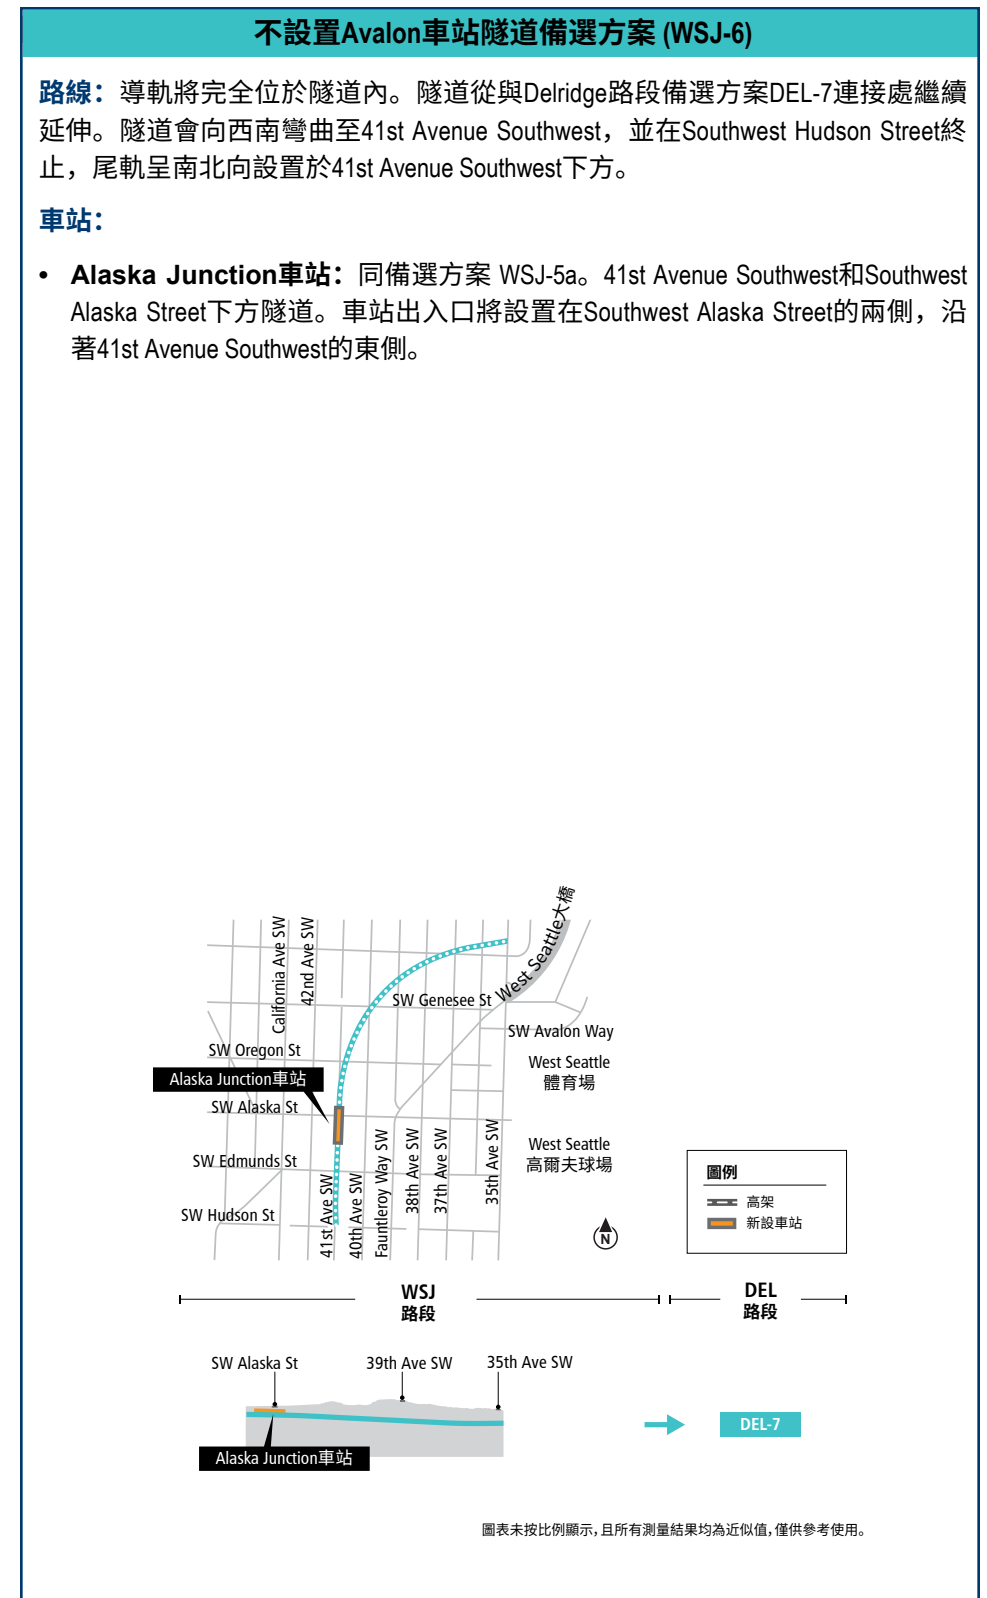 不設置Avalon車站隧道備選方案 (WSJ-6)
路線：導軌將完全位於隧道內。隧道從與Delridge路段備選方案DEL-7連接處繼續
延伸。隧道會向西南彎曲至41st Avenue Southwest，並在Southwest Hudson Street終
止，尾軌呈南北向設置於41st Avenue Southwest下方。
車站：
• Alaska Junction車站：同備選方案 WSJ-5a。41st Avenue Southwest和Southwest
Alaska Street下方隧道。車站出入口將設置在Southwest Alaska Street的兩側，沿
著41st Avenue Southwest的東側。
West Seattle大橋
California Ave SW
42nd Ave SW
SW Genesee St
SW Avalon Way
SW Oregon St
West Seattle
體育場
Alaska Junction車站
SW Alaska St
West Seattle
高爾夫球場
SW Edmunds St
SW Hudson St
41st Ave SW
40th Ave SW
Fauntleroy Way SW
38th Ave SW
37th Ave SW
35th Ave SW
N
圖例
高架
新設車站
WSJ
路段
DEL
路段
SW Alaska St
39th Ave SW
35th Ave SW
DEL-7
Alaska Junction車站
圖表未按比例顯示，且所有測量結果均為近似值，僅供參考使用。